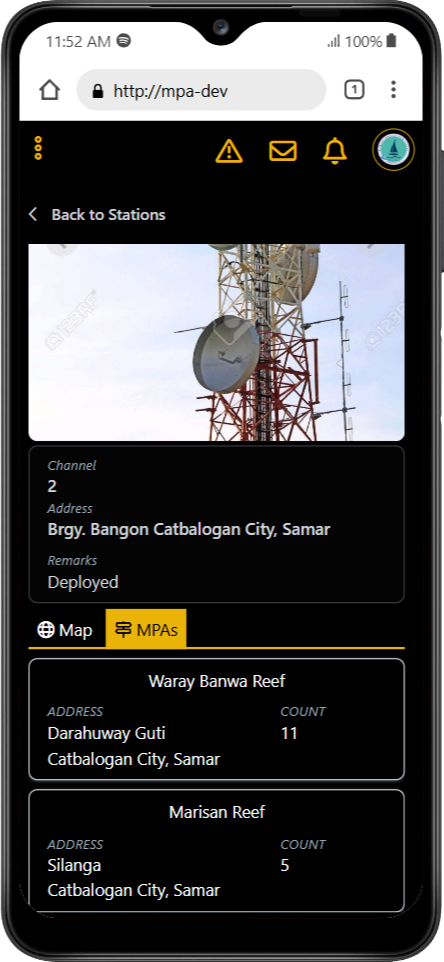 11:52 AM
100%
http://mpa-dev
1
Back to Stations
123RF
123RF
Channel
2
Address
Brgy. Bangon Catbalogan City, Samar
Remarks
Deployed
Map
MPAs
Waray Banwa Reef
ADDRESS
COUNT
Darahuway Guti
11
Catbalogan City, Samar
Marisan Reef
ADDRESS
COUNT
Silanga
5
Catbalogan City, Samar